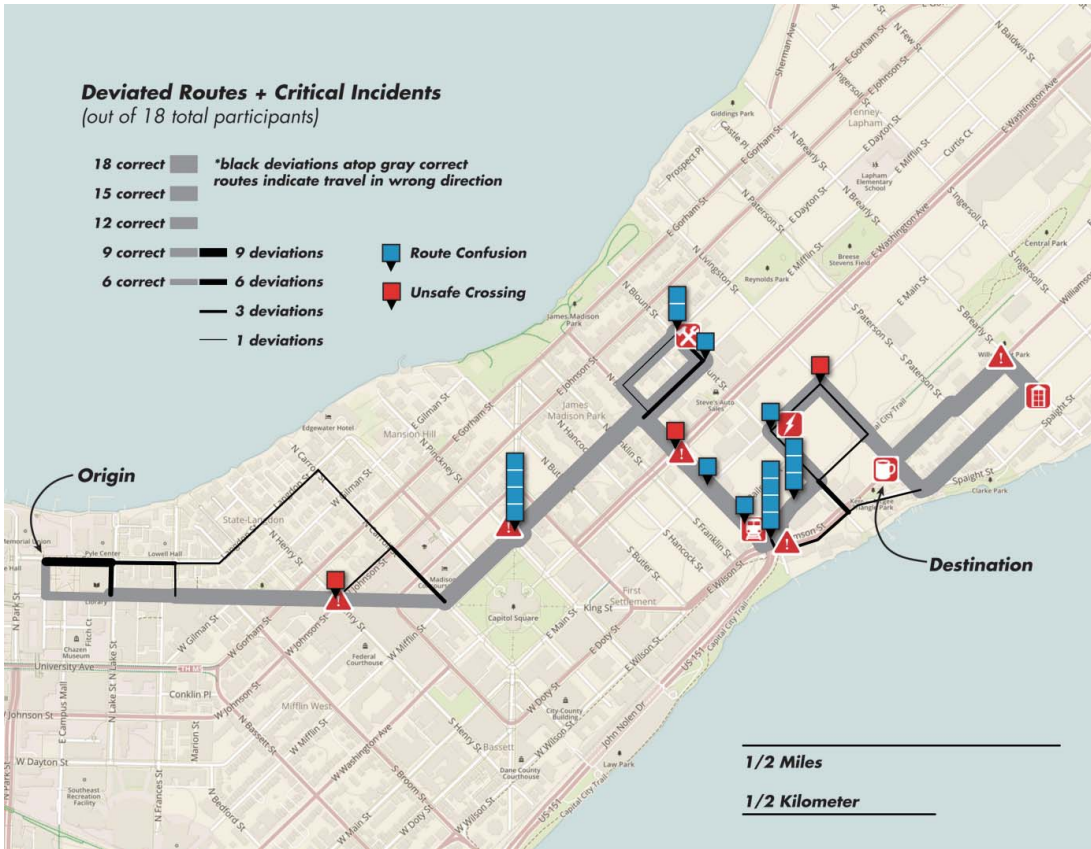 Deviated Routes + Critical Incidents
(out of 18 total participants)
18 correct
*black deviations atop gray correct
routes indicate travel in wrong direction
15 correct
12 correct
9 correct
9 deviations
Route Confusion
6 correct
6 deviations
Unsafe Crossing
3 deviations
1 deviations
Origin
Destination
1/2 Miles
1/2 Kilometer
Sherman Ave
E Gorham St
N Few St
E Johnson St
N Baldwin St
N Ingersoll St
E Washington Ave
Giddings Park
Castle Pl
Prospect Pl
Tenney-
Lapham
E Dayton St
E Mifflin St
Curtis Ct
N Brearly St
Lapham
Elementary
School
S Ingersoll St
N Paterson St
Central Park
Breese
Stevens Field
Reynolds Park
N Livingston St
E Main St
S Paterson St
S Brearly St
N Blount St
James Madison
Park
Steve's Auto
Sales
James
Madison Park
N Hancock
Spaight St
Clarke Park
Edgewater Hotel
Mansion Hill
E Gilman St
E Gorham St
N Pinckney St
State-Langdon
N Henry St
W Gilman St
Pyle Center
Lowell Hall
Library
N Park St
Fitch Ct
N Lake St
Chazen
Museum
University Ave
E Campus Mall
Conklin Pl
W Johnson St
Marion St
W Dayton St
N Frances St
Southeast
Recreation
Facility
N Bedford St
N Bassett St
Mifflin West
W Mifflin St
W Washington Ave
Federal
Courthouse
Capitol Square
King St
First
Settlement
E Main St
E Doty St
E Wilson St
S Franklin St
S Hancock St
S Butler St
S Henry St
W Doty St
W Wilson St
City-County
Building
Bassett
Dane County
Courthouse
S Broom St
W Main St
John Nolen Dr
Law Park
US-151
Capital City Trail